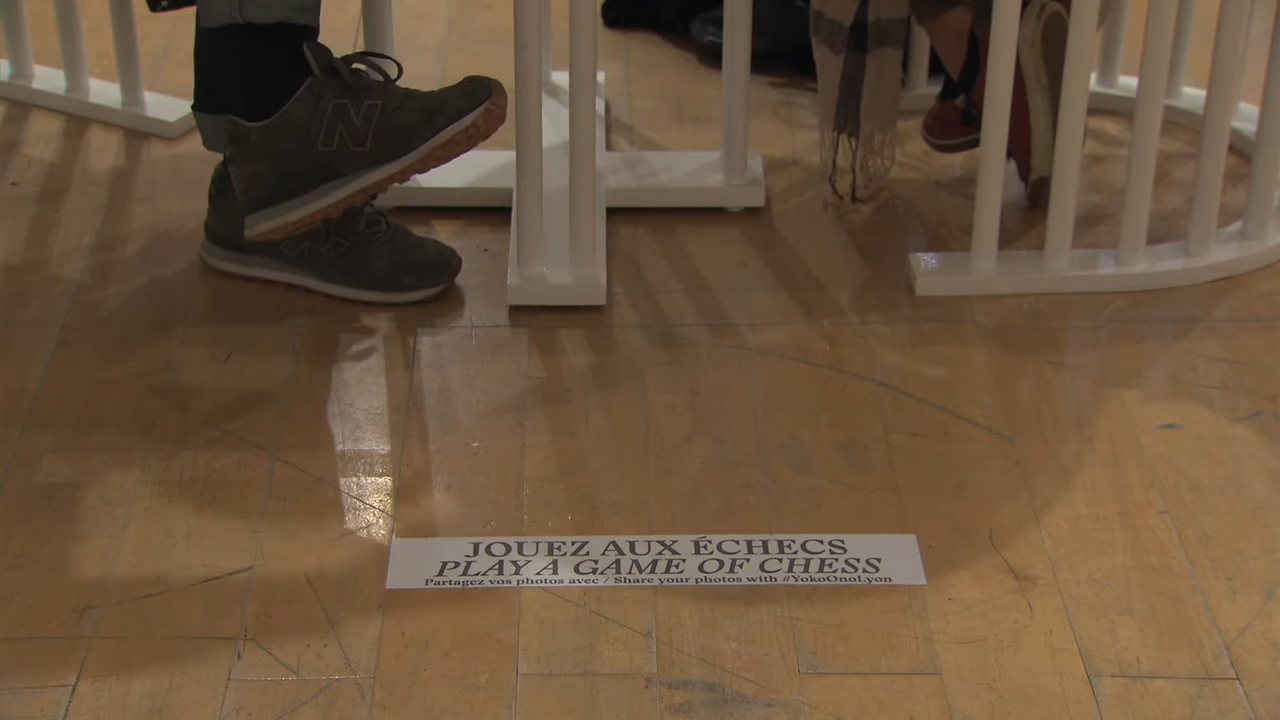 N
JOUEZ AUX ÉCHECS
PLAY A GAME OF CHESS
Partagez vos photos avec / Share your photos with #YokoOnoLyon